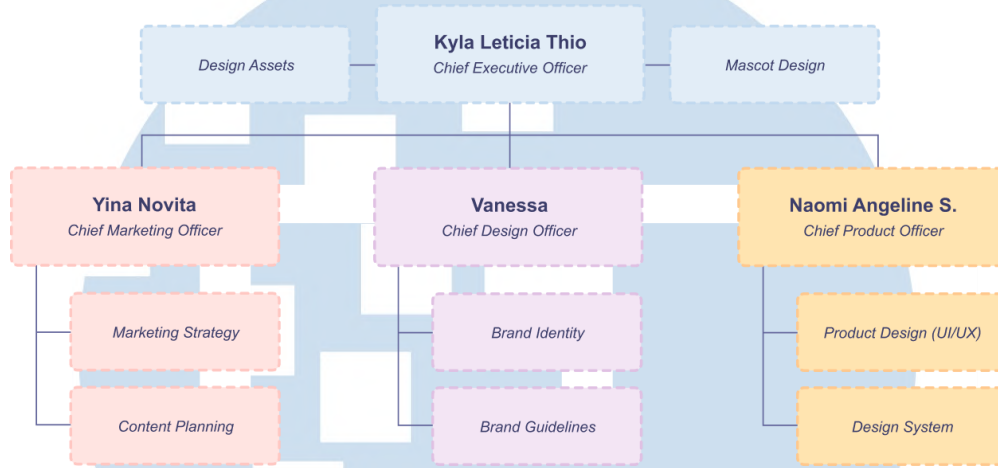 Design Assets
Kyla Leticia Thio
Chief Executive Officer
Mascot Design
Yina Novita
Chief Marketing Officer
Vanessa
Chief Design Officer
Naomi Angeline S.
Chief Product Officer
Marketing Strategy
Brand Identity
Product Design (UI/UX)
Content Planning
Brand Guidelines
Design System